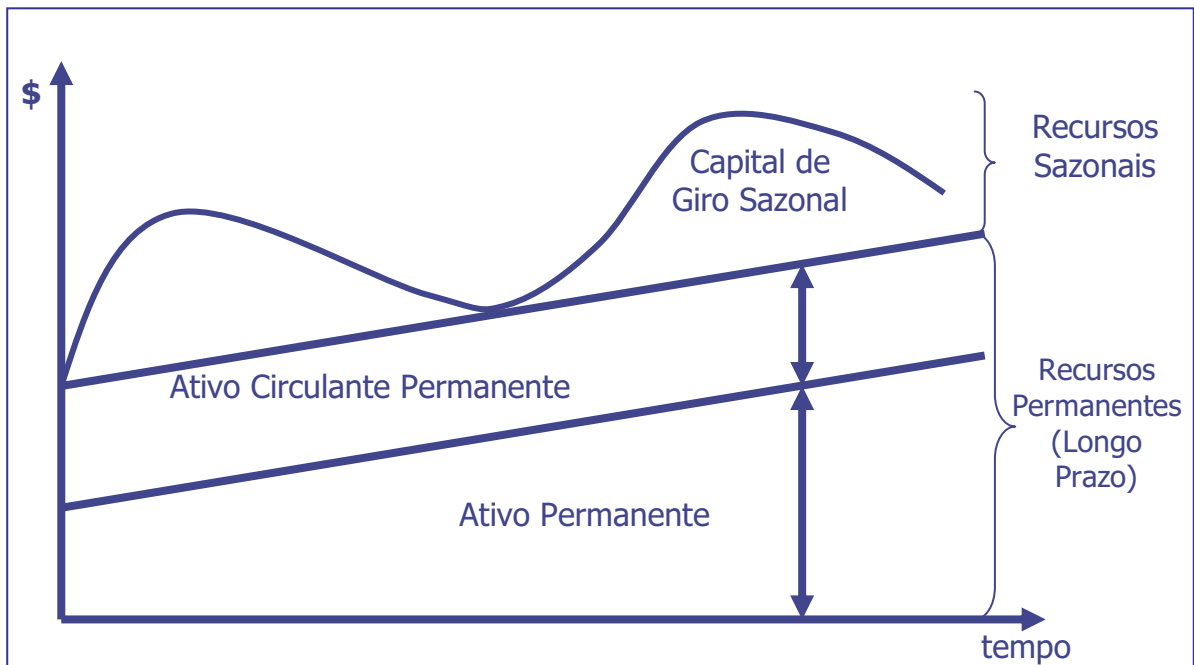 $
Recursos
Sazonais
Capital de
Giro Sazonal
Ativo Circulante Permanente
Recursos
Permanentes
(Longo
Prazo)
Ativo Permanente
tempo